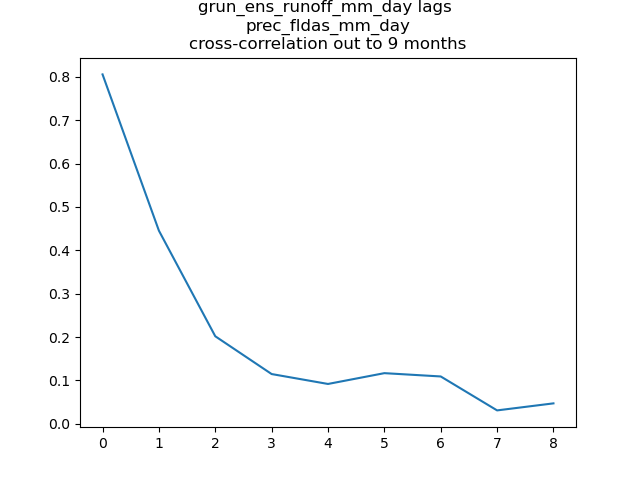 grun_ens_runoff_mm_day lags
prec_fldas_mm_day
cross-correlation out to 9 months
0.8
0.7
0.6
0.5
0.4
0.3
0.2
0.1
0.0
0 1 2 3 4 5 6 7 8